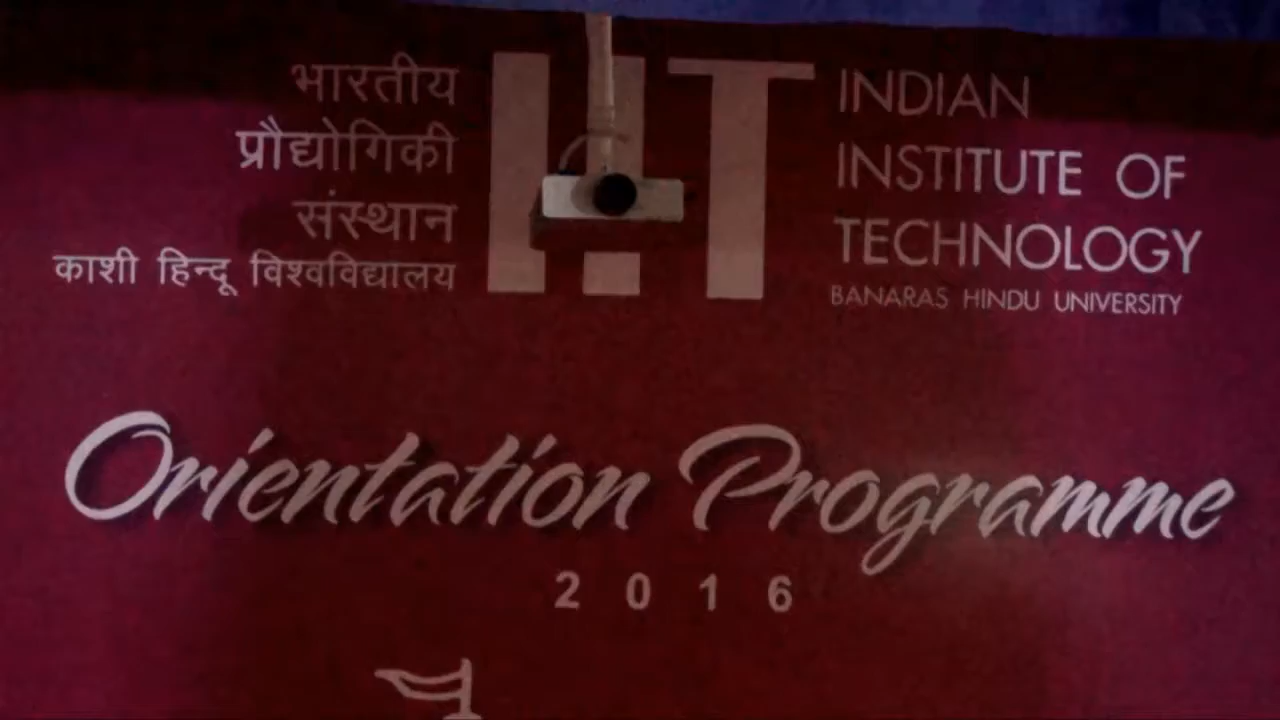 भारतीय
प्रौद्योगिकी
संस्थान
काशी हिन्दू विश्वविद्यालय
IIT
INDIAN
INSTITUTE OF
TECHNOLOGY
BANARAS HINDU UNIVERSITY
Orientation Programme
2016